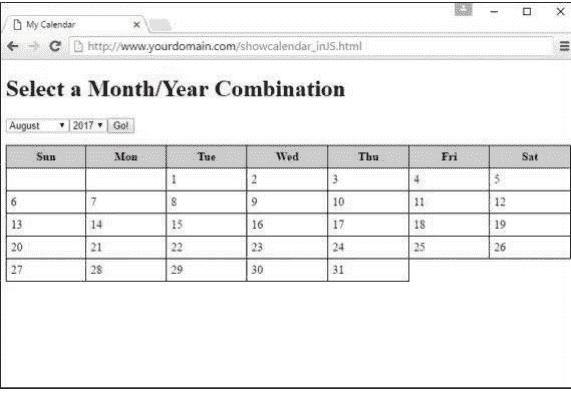 My Calendar
http://www.yourdomain.com/showcalendar_inJS.html
Select a Month/Year Combination
August 2017 Go!
Sun Mon Tue Wed Thu Fri Sat
1 2 3 4 5
6 7 8 9 10 11 12
13 14 15 16 17 18 19
20 21 22 23 24 25 26
27 28 29 30 31